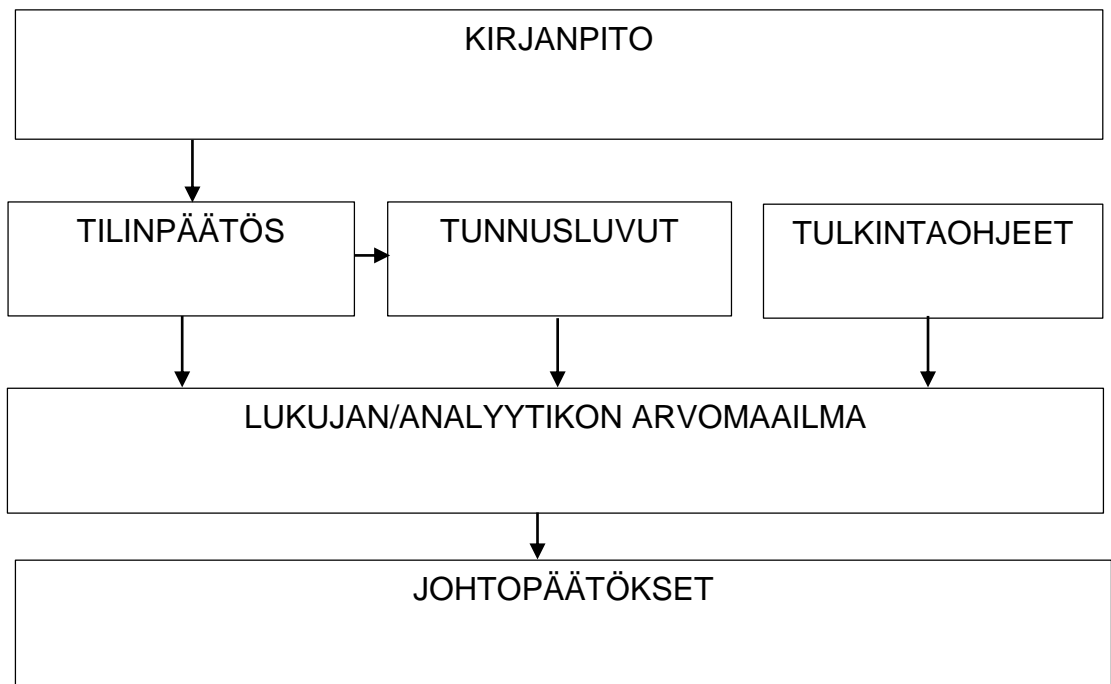 KIRJANPITO
TILINPÄÄTÖS
TUNNUSLUVUT
TULKINTAOHJEET
LUKUJAN/ANALYYTIKON ARVOMAAILMA
JOHTOPÄÄTÖKSET